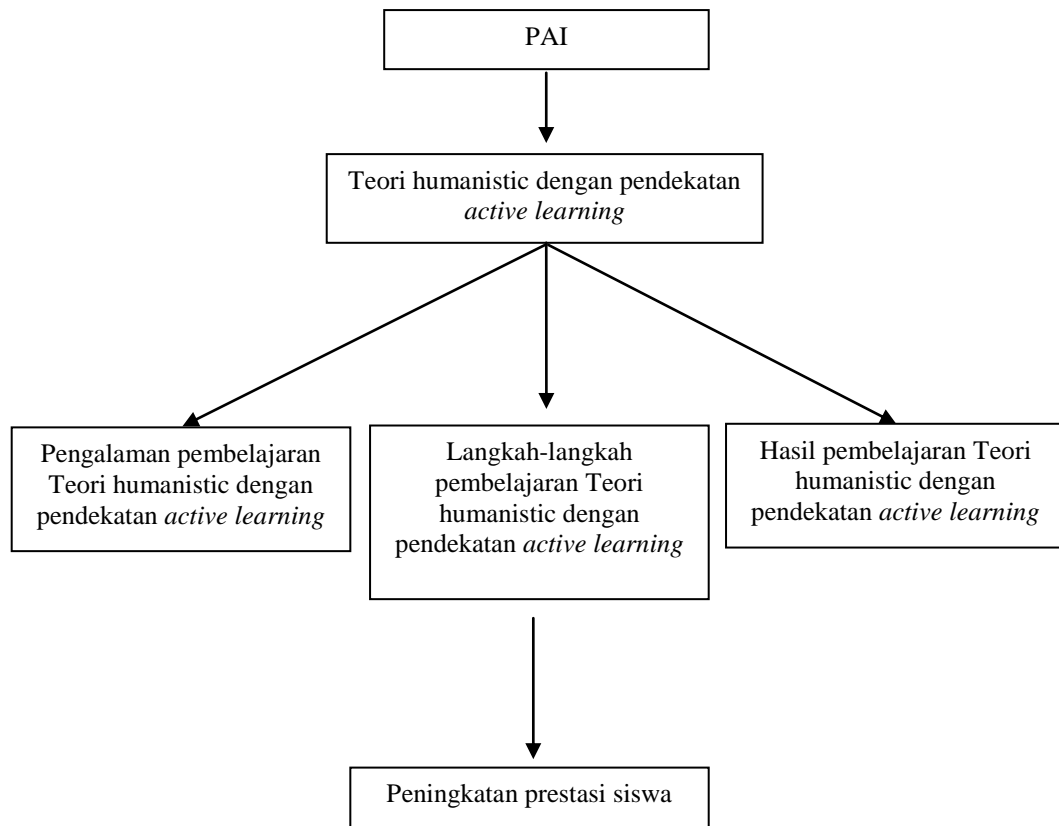 PAI
Teori humanistic dengan pendekatan
active learning
Pengalaman pembelajaran
Teori humanistic dengan
pendekatan active learning
Langkah-langkah
pembelajaran Teori
humanistic dengan
pendekatan active learning
Hasil pembelajaran Teori
humanistic dengan
pendekatan active learning
Peningkatan prestasi siswa